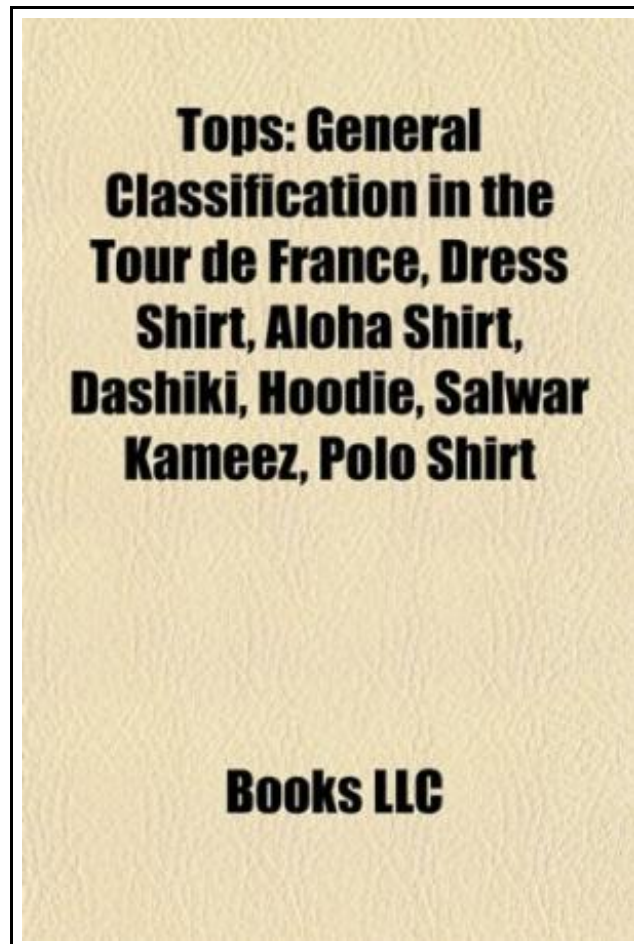 Tops: General
Classification in the
Tour de France, Dress
Shirt, Aloha Shirt,
Dashiki, Hoodie, Salwar
Kameez, Polo Shirt
Books LLC